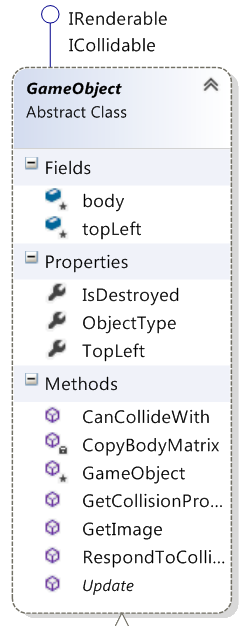 IRenderable
ICollidable
GameObject
Abstract Class
Fields
body
topLeft
Properties
IsDestroyed
ObjectType
TopLeft
Methods
CanCollideWith
CopyBodyMatrix
GameObject
GetCollisionPro...
GetImage
RespondToColli...
Update